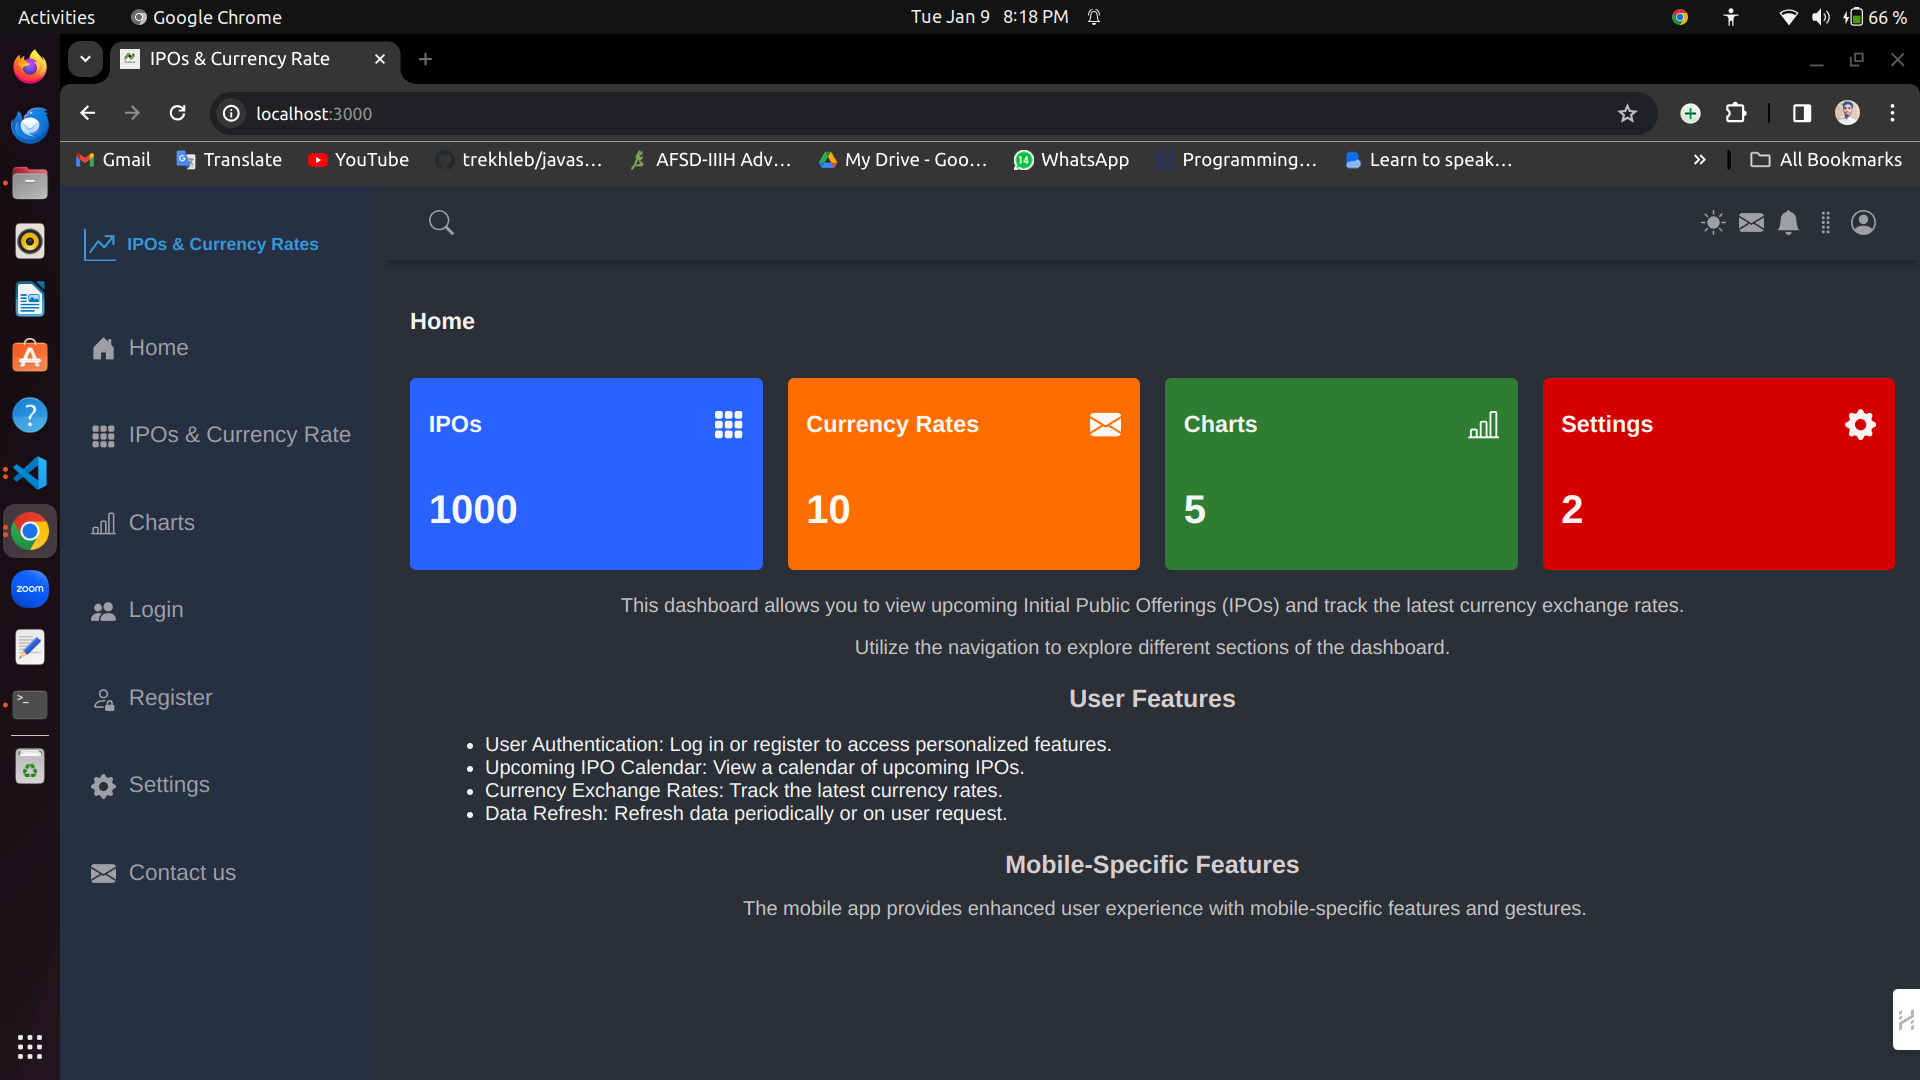 Activities
Google Chrome
Tue Jan 9 8:18 PM
66 %
IPOs & Currency Rate
localhost:3000
Gmail
Translate
YouTube
trekhleb/javas...
AFSD-IIIH Adv...
My Drive - Goo...
14
WhatsApp
Programming...
Learn to speak...
All Bookmarks
IPOs & Currency Rates
Home
IPOs & Currency Rate
Charts
Login
Register
Settings
Contact us
zoom
Home
IPOs
1000
Currency Rates
10
Charts
5
Settings
2
This dashboard allows you to view upcoming Initial Public Offerings (IPOs) and track the latest currency exchange rates.
Utilize the navigation to explore different sections of the dashboard.
User Features
• User Authentication: Log in or register to access personalized features.
• Upcoming IPO Calendar: View a calendar of upcoming IPOs.
• Currency Exchange Rates: Track the latest currency rates.
• Data Refresh: Refresh data periodically or on user request.
Mobile-Specific Features
The mobile app provides enhanced user experience with mobile-specific features and gestures.